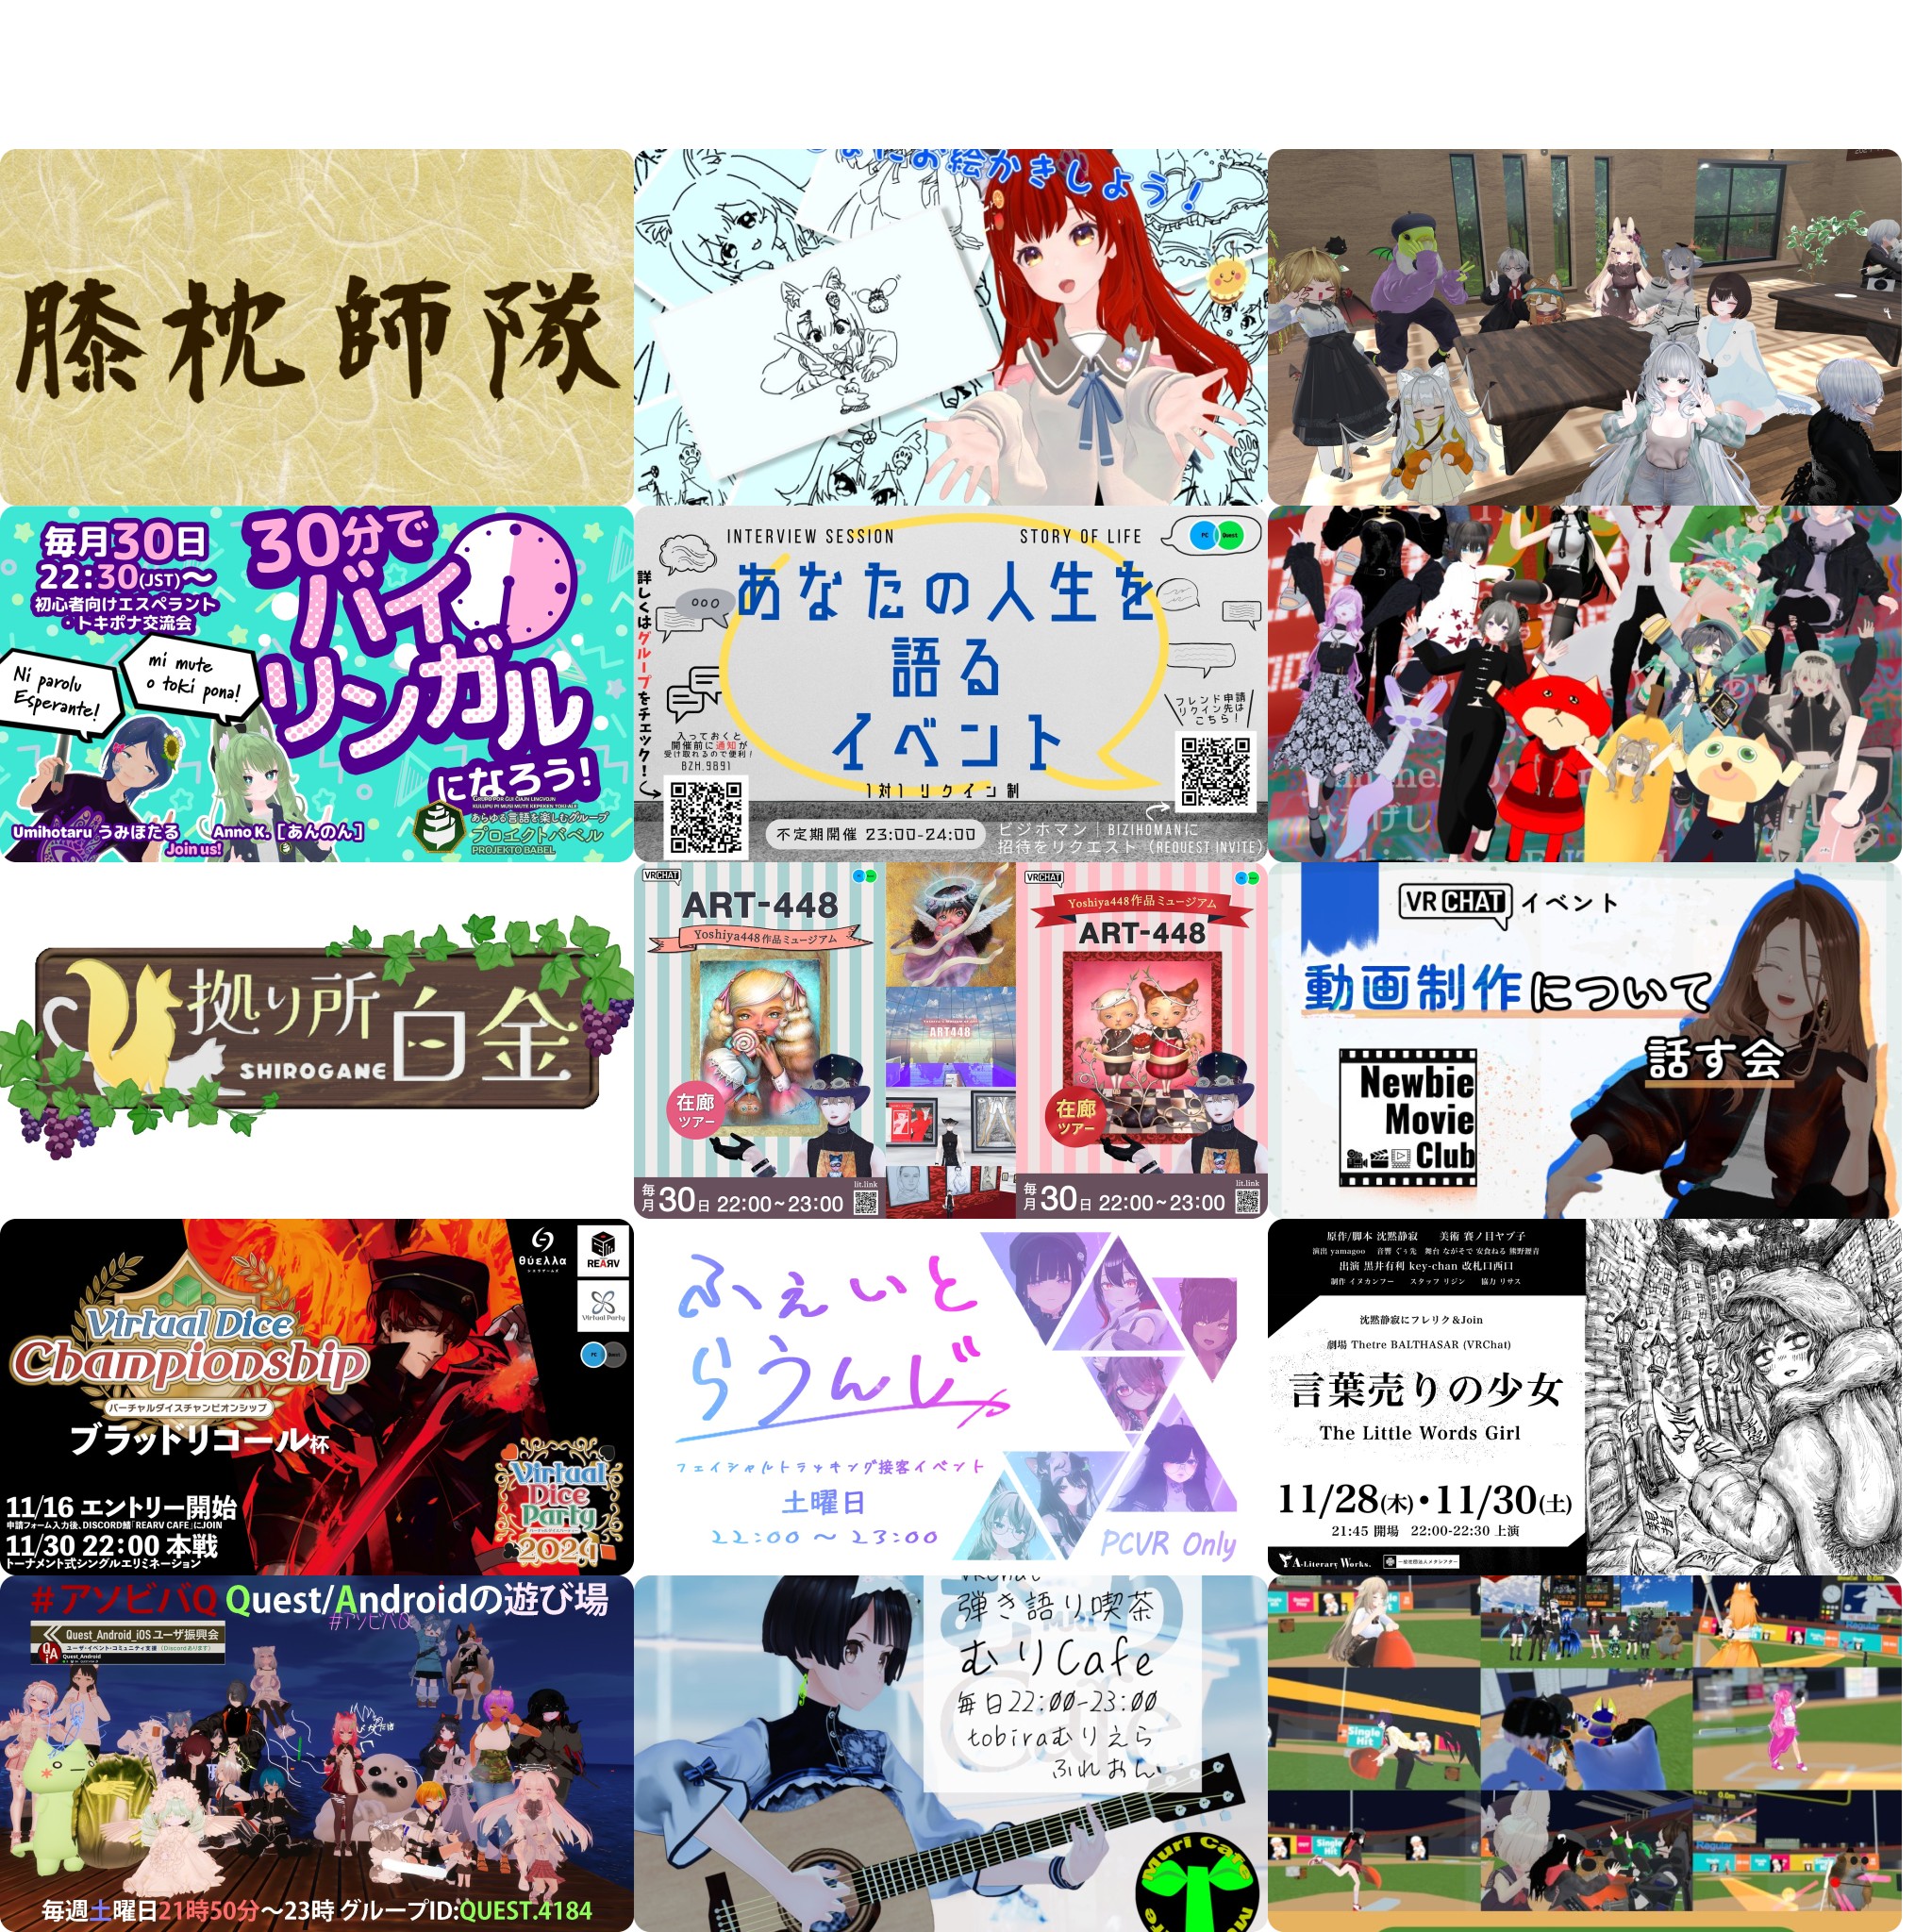 膝枕師隊
お絵かきしよう!
毎月30日
22:30(JST)~
初心者向けエスペラント
・トキポナ交流会
30分で
バイ
リンガル
になろう!
Ni parolu
Esperante!
mi mute
o toki pona!
Umihotaru うみほたる
Anno K. [あんのん]
Join us!
あらゆる言語を楽しむグループ
プロエクトバベル
PROJEKTO BABEL
INTERVIEW SESSION
STORY OF LIFE
PC Quest
あなたの人生を
語る
イベント
1対1 リクイン制
詳しくはグループをチェック!
入っておくと
開催前に通知が
受け取れるので便利!
BZH.9891
フレンド申請
リクイン先は
こちら!
不定期開催 23:00-24:00
ビジホマン|BIZIHOMANに
招待をリクエスト (REQUEST INVITE)
拠り所
白金
SHIROGANE
VRCHAT
ART-448
Yoshiya448作品ミュージアム
在廊
ツアー
毎月30日 22:00~23:00
lit.link
ART448
VRCHAT
Yoshiya448作品ミュージアム
ART-448
在廊
ツアー
毎月30日 22:00~23:00
lit.link
VRCHAT イベント
動画制作について
話す会
Newbie
Movie
Club
θύελλα
REARV
Virtual Party
PC Quest
Virtual Dice
Championship
バーチャルダイスチャンピオンシップ
ブラッドリコール杯
11/16 エントリー開始
申請フォーム入力後、DISCORD鯖「REARV CAFE」にJOIN
11/30 22:00 本戦
トーナメント式シングルエリミネーション
Virtual
Dice
Party
2024
ふぇいと
らうんじ
フェイシャルトラッキング接客イベント
土曜日
22:00 ~ 23:00
PCVR Only
原作/脚本 沈黙静寂 美術 賽ノ目ヤブ子
演出 yamagoo 音響 ぐぅ先 舞台 ながそで 安食ねる 熊野雛音
出演 黒井有利 key-chan 改札口西口
制作 イヌカンフー スタッフ リジン 協力 リサス
沈黙静寂にフレリク&Join
劇場 Thetre BALTHASAR (VRChat)
言葉売りの少女
The Little Words Girl
11/28(木)・11/30(土)
21:45 開場 22:00-22:30 上演
A-Literary Works.
#アソビバQ Quest/Androidの遊び場
#アソビバQ
Quest_Android_iOSユーザ振興会
ユーザ・イベント・コミュニティ支援 (Discordあります)
Quest_Android
毎週土曜日21時50分~23時 グループID:QUEST.4184
VRChat
弾き語り喫茶
むりCafe
毎日22:00-23:00
tobiraむりえら
ふれおん
Muri Cafe
Single
Hit
Single
Hit
Regular